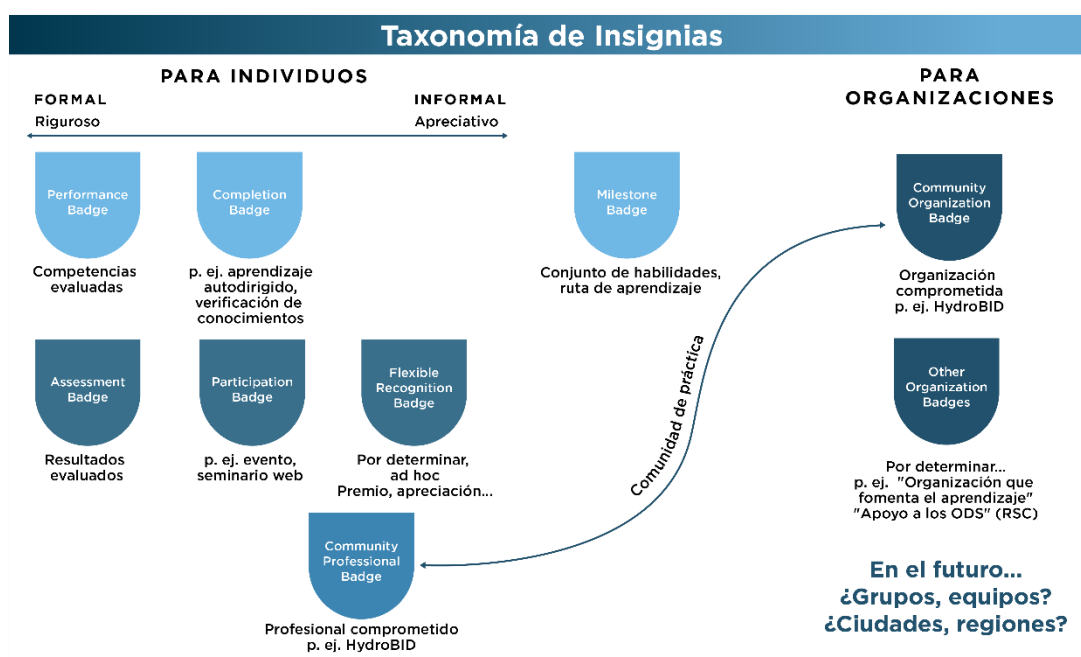 Taxonomía de Insignias
PARA INDIVIDUOS
FORMAL
Riguroso
INFORMAL
Apreciativo
PARA
ORGANIZACIONES
Performance
Badge
Competencias
evaluadas
Completion
Badge
p. ej. aprendizaje
autodirigido,
verificación de
conocimientos
Milestone
Badge
Conjunto de habilidades,
ruta de aprendizaje
Community
Organization
Badge
Organización
comprometida
p. ej. HydroBID
Assessment
Badge
Resultados
evaluados
Participation
Badge
p. ej. evento,
seminario web
Flexible
Recognition
Badge
Por determinar,
ad hoc
Premio, apreciación...
Comunidad de práctica
Other
Organization
Badges
Por determinar...
p. ej. "Organización que
fomenta el aprendizaje"
"Apoyo a los ODS" (RSC)
Community
Professional
Badge
Profesional comprometido
p. ej. HydroBID
En el futuro...
¿Grupos, equipos?
¿Ciudades, regiones?